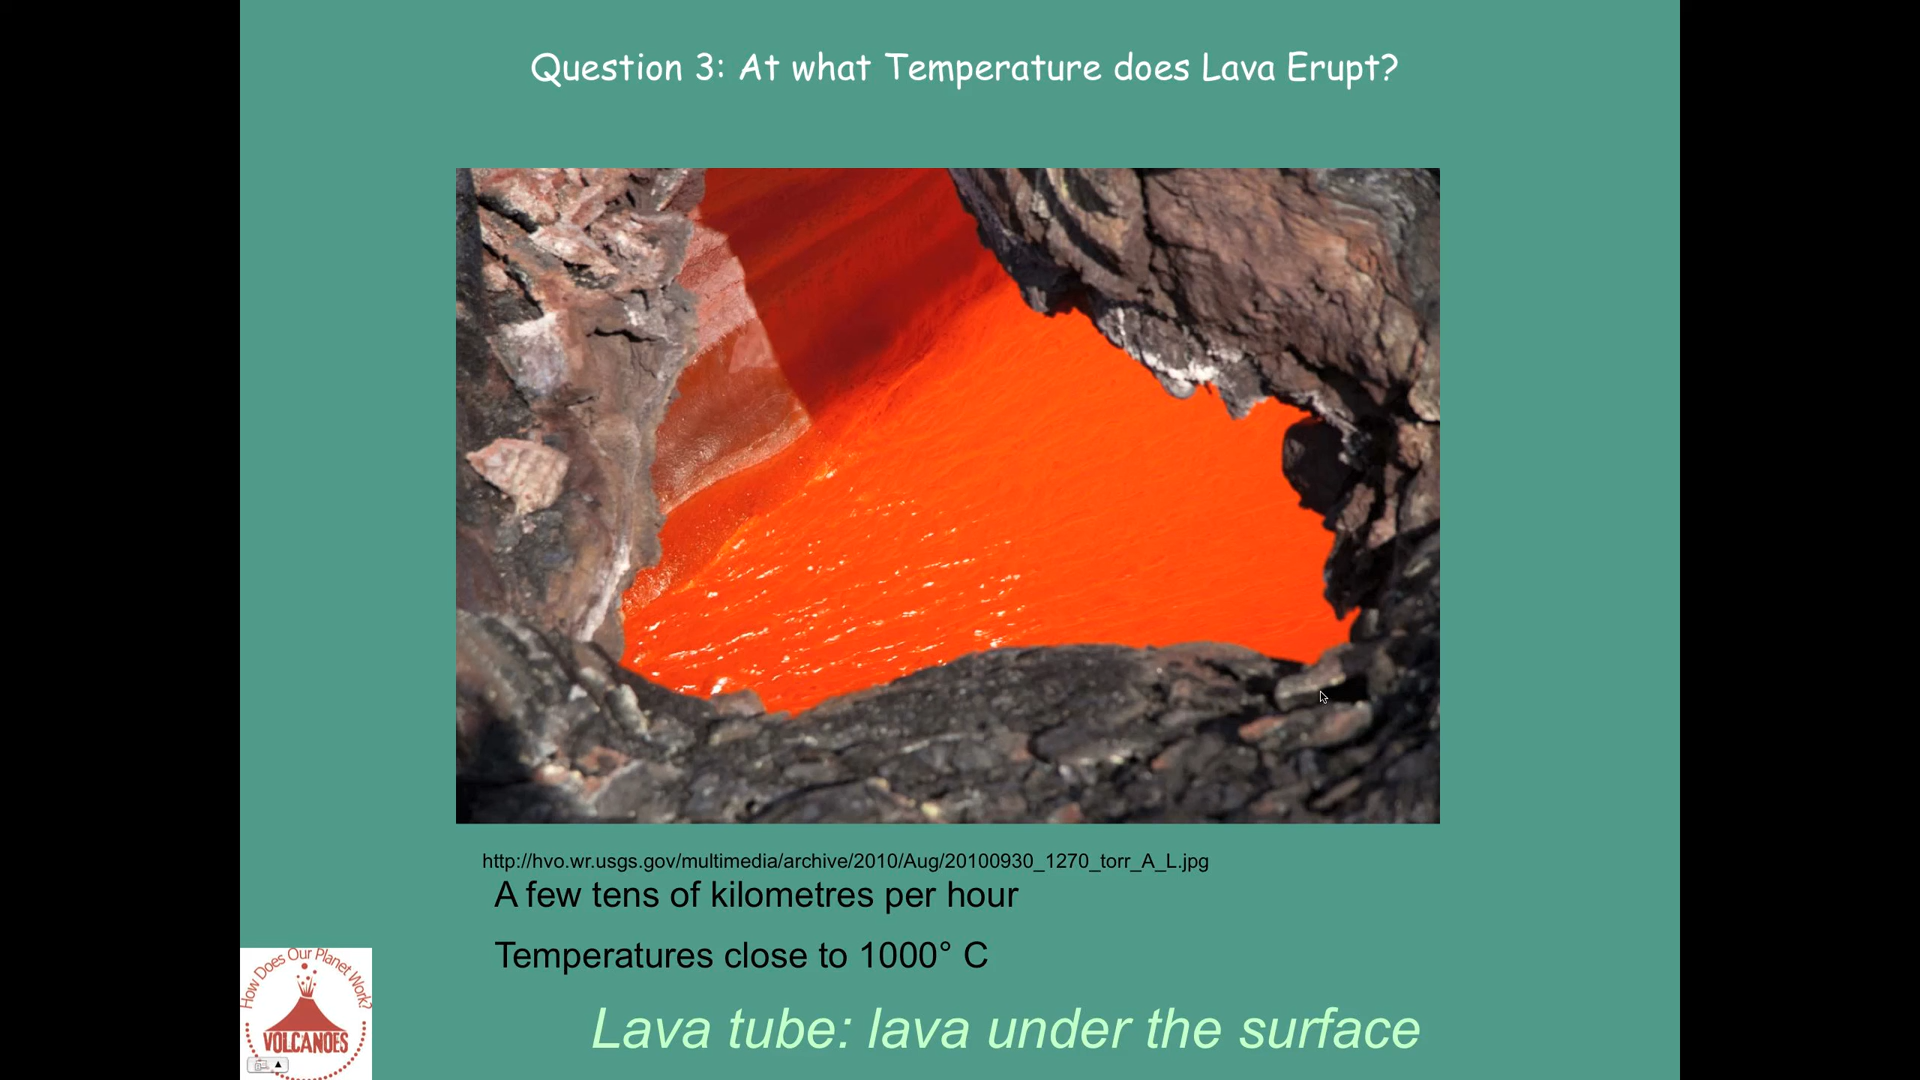 Question 3: At what Temperature does Lava Erupt?
http://hvo.wr.usgs.gov/multimedia/archive/2010/Aug/20100930_1270_torr_A_L.jpg
A few tens of kilometres per hour
Temperatures close to 1000° C
Lava tube: lava under the surface
How Does Our Planet Work?
VOLCANOES